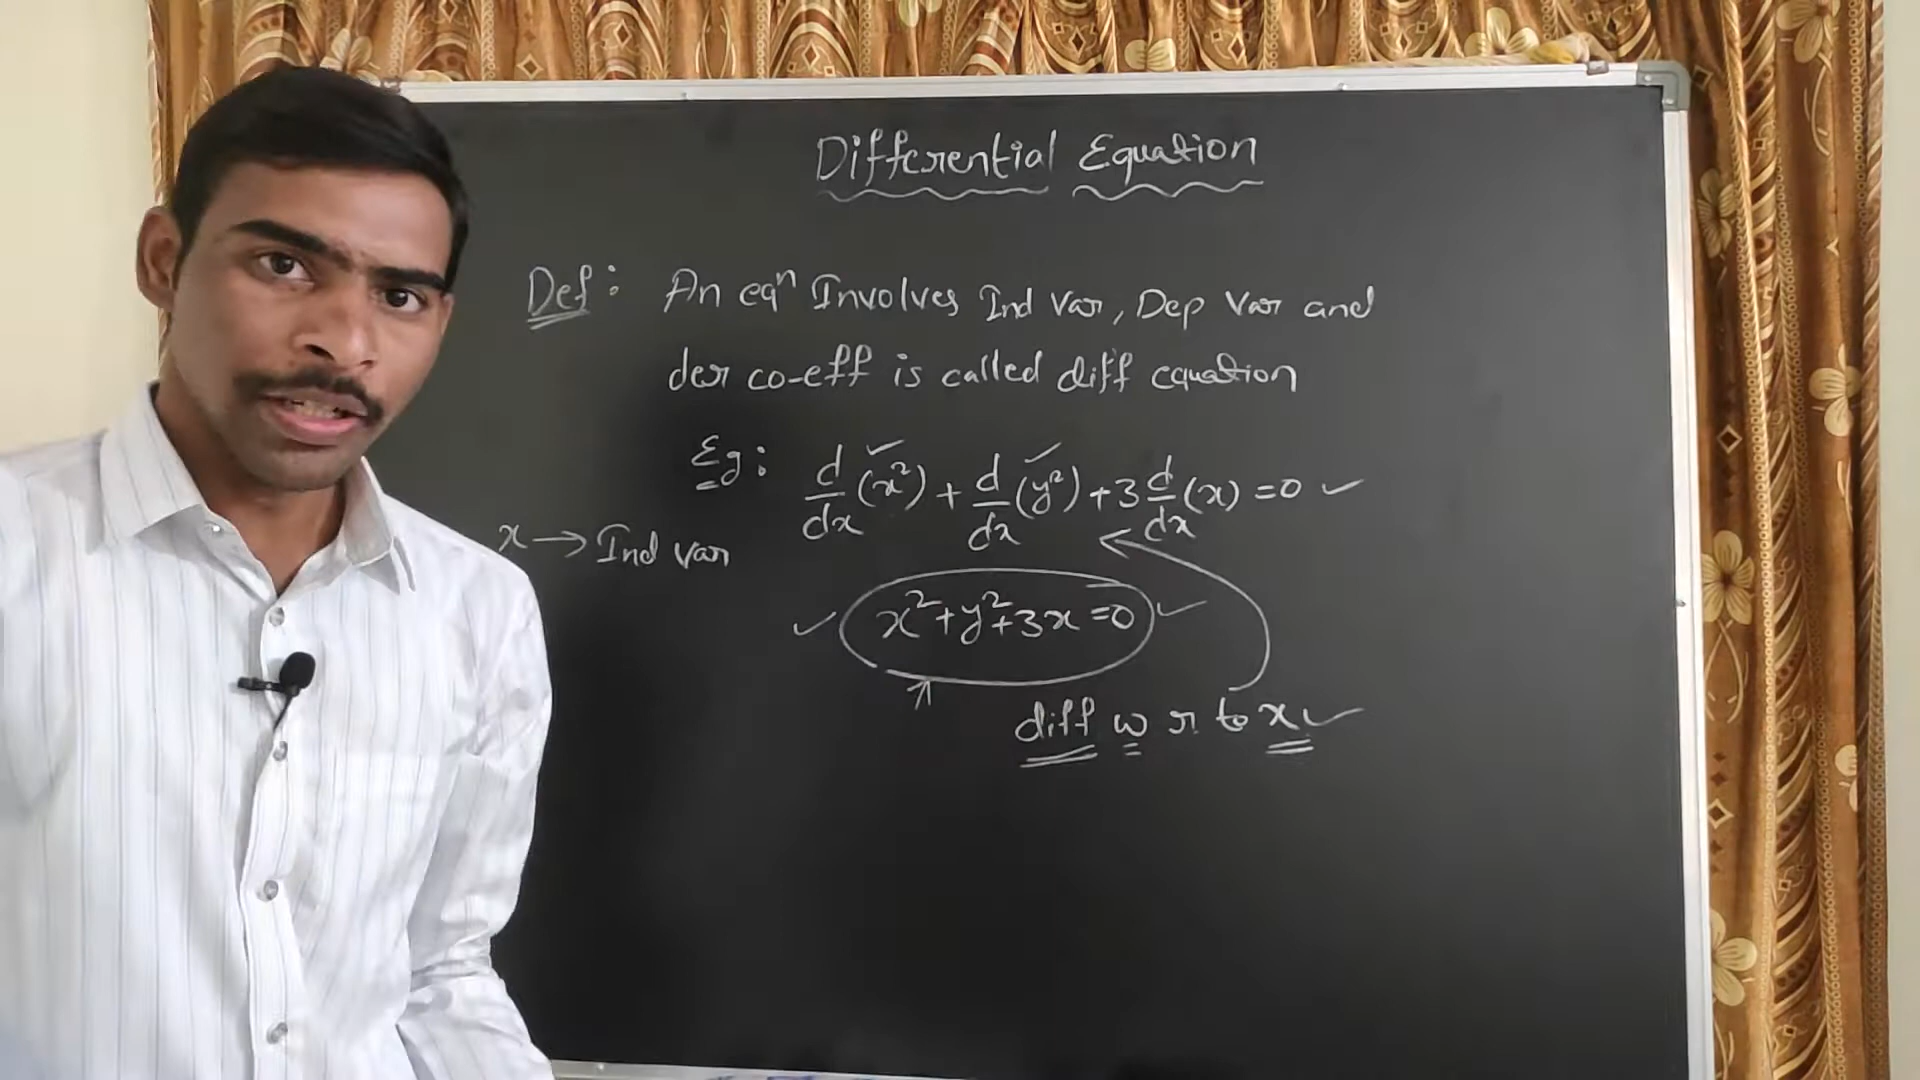 Differential Equation
Def: An eqⁿ Involves Ind Var, Dep Var and
der co-eff is called diff equation
Eg: d/dx (x²) + d/dx (y²) + 3 d/dx (x) = 0 ✓
x → Ind var
✓ x² + y² + 3x = 0 ✓
diff w r to x ✓